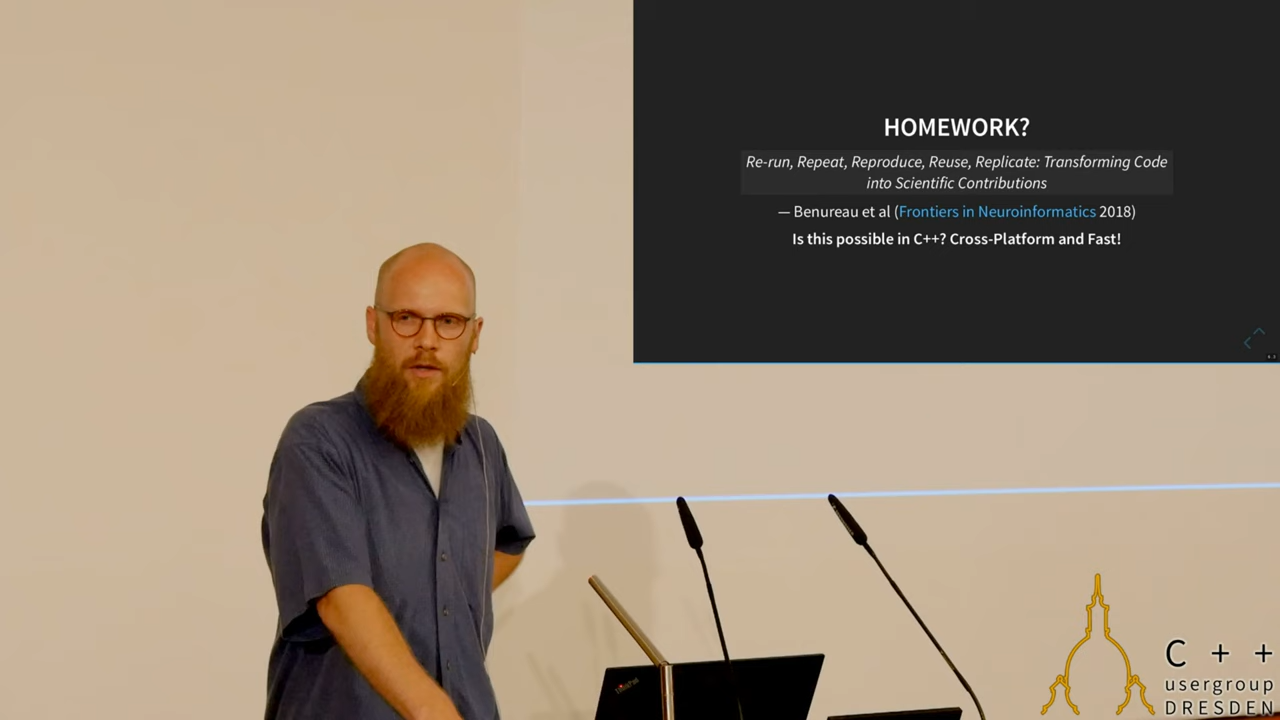 HOMEWORK?
Re-run, Repeat, Reproduce, Reuse, Replicate: Transforming Code
into Scientific Contributions
— Benureau et al (Frontiers in Neuroinformatics 2018)
Is this possible in C++? Cross-Platform and Fast!
ThinkPad
C + +
usergroup
DRESDEN